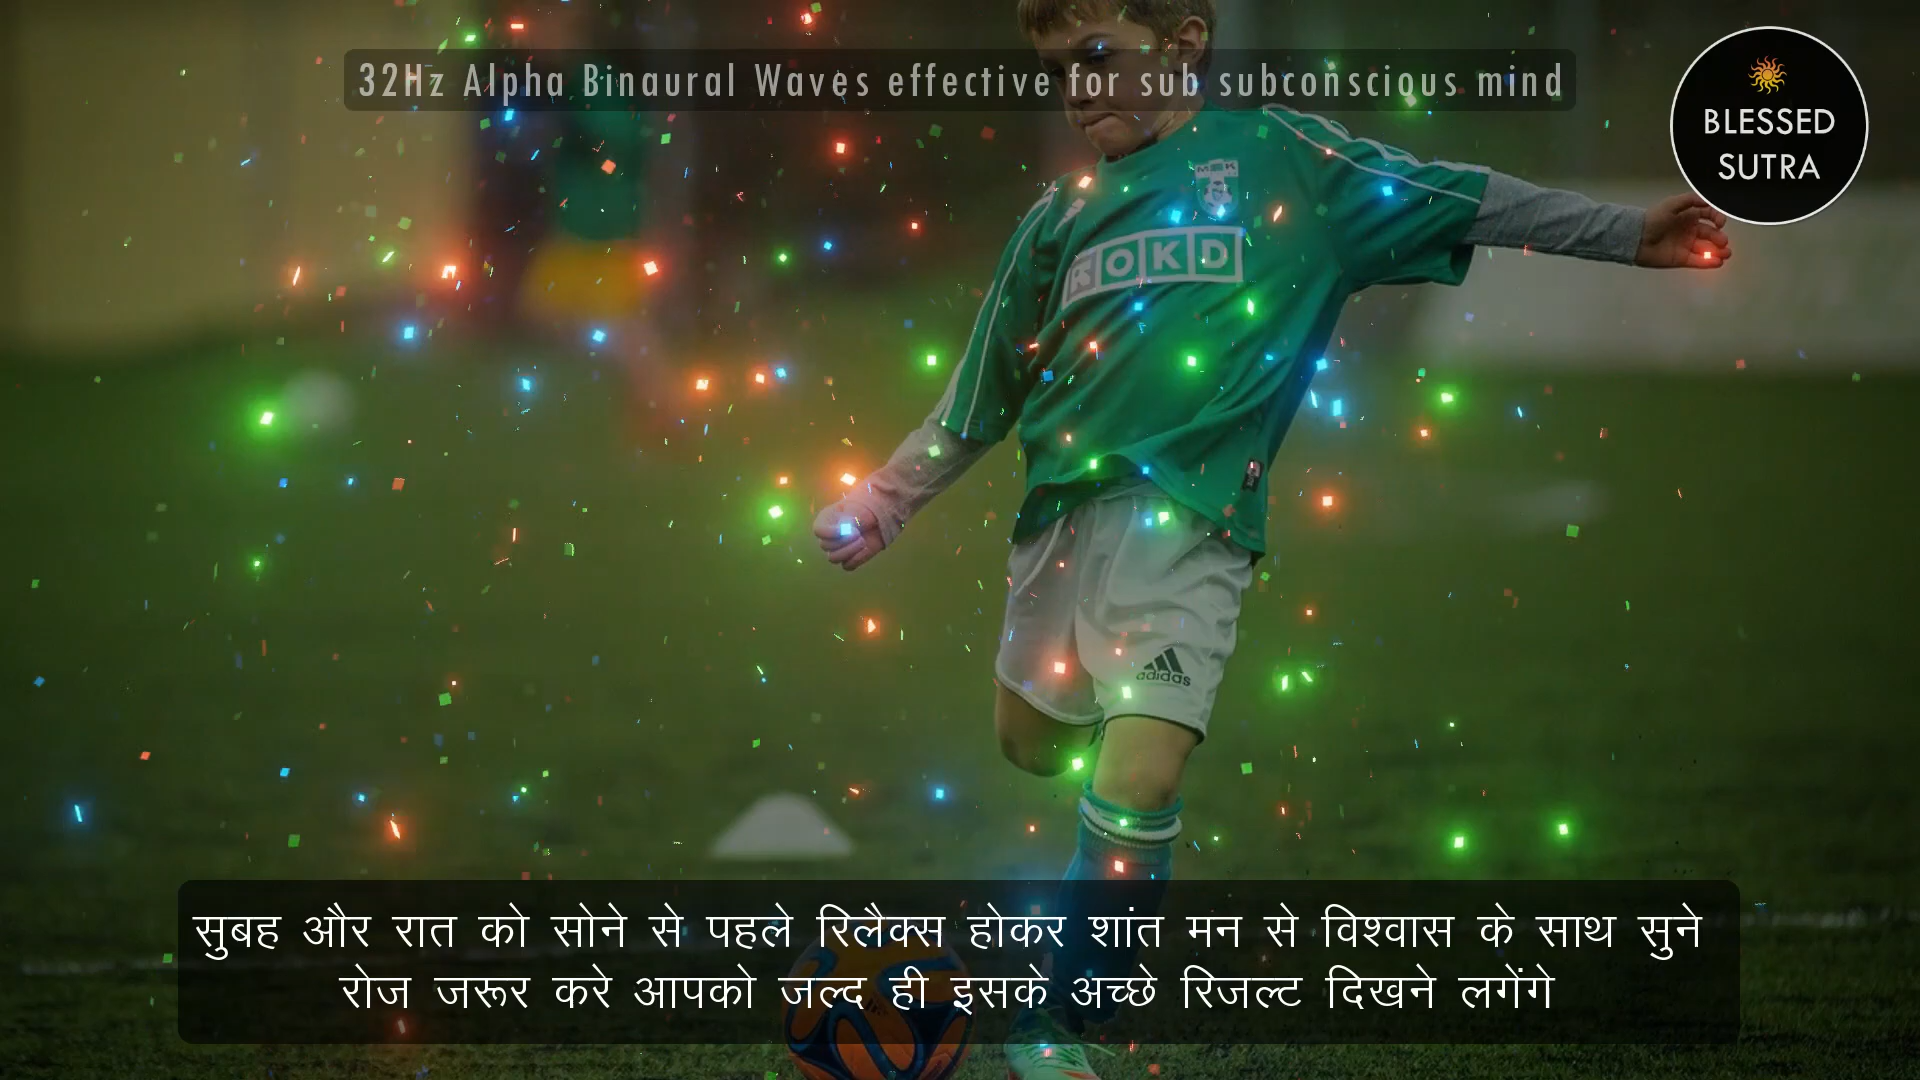 32Hz Alpha Binaural Waves effective for sub subconscious mind
BLESSED
SUTRA
OKD
adidas
सुबह और रात को सोने से पहले रिलैक्स होकर शांत मन से विश्वास के साथ सुने
रोज जरूर करे आपको जल्द ही इसके अच्छे रिजल्ट दिखने लगेंगे